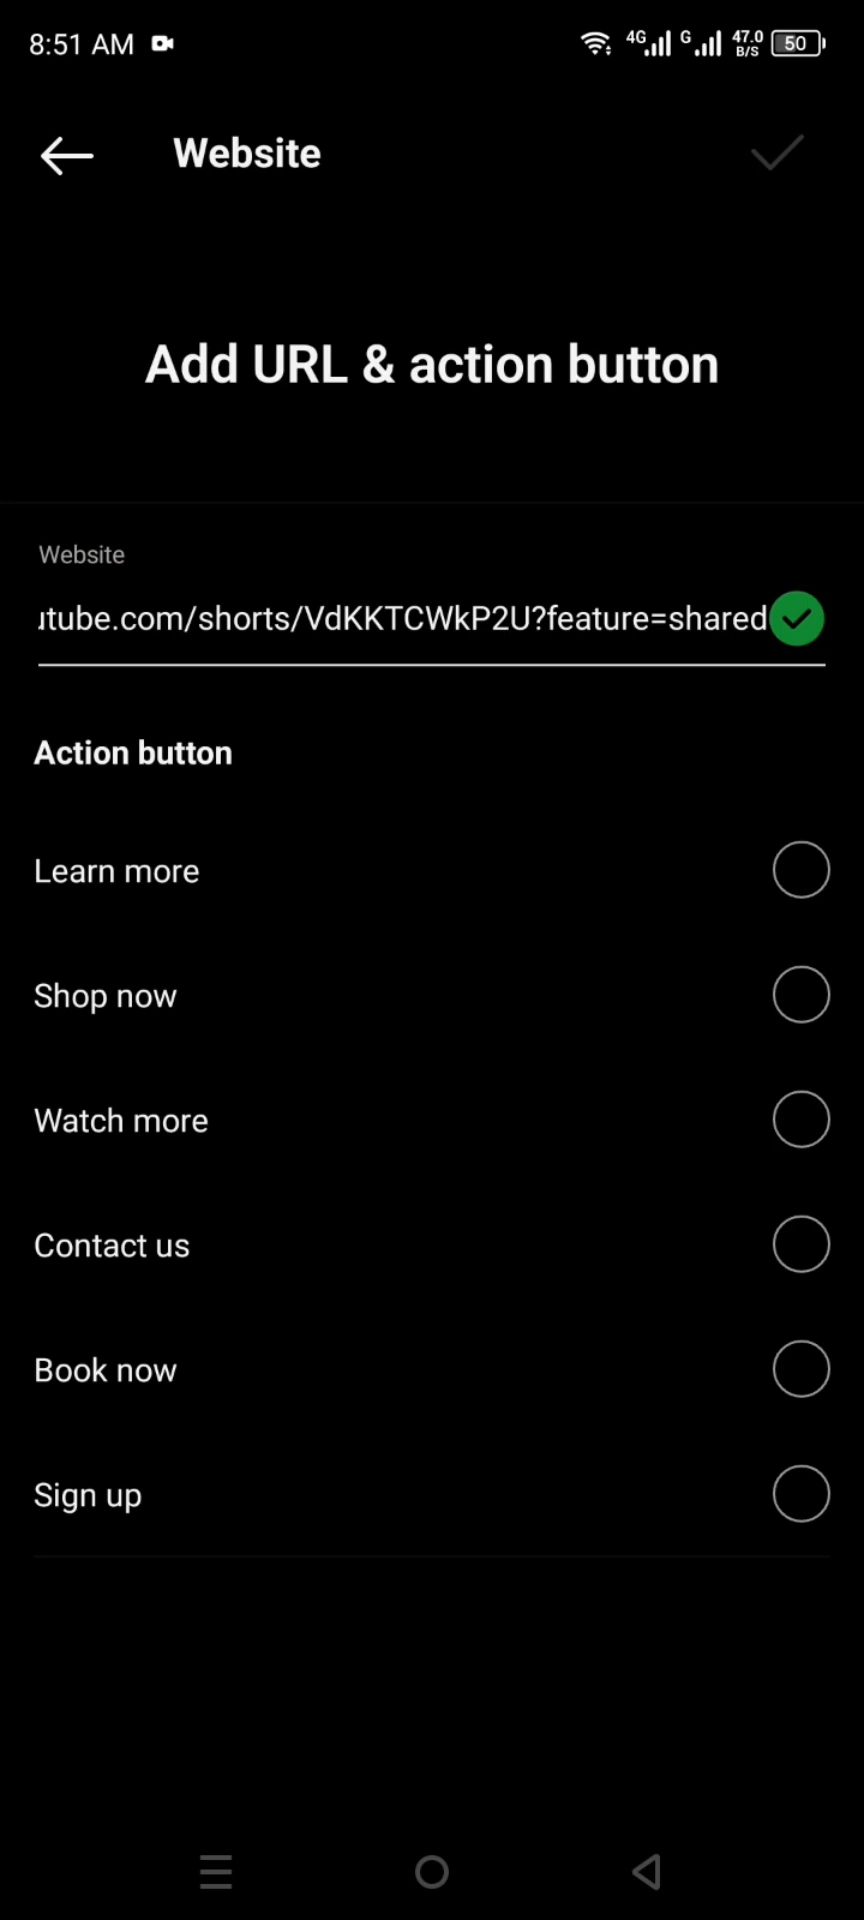 8:51 AM 4G G 47.0 B/S 50
Website
Add URL & action button
Website
utube.com/shorts/VdKKTCWkP2U?feature=shared
Action button
Learn more
Shop now
Watch more
Contact us
Book now
Sign up